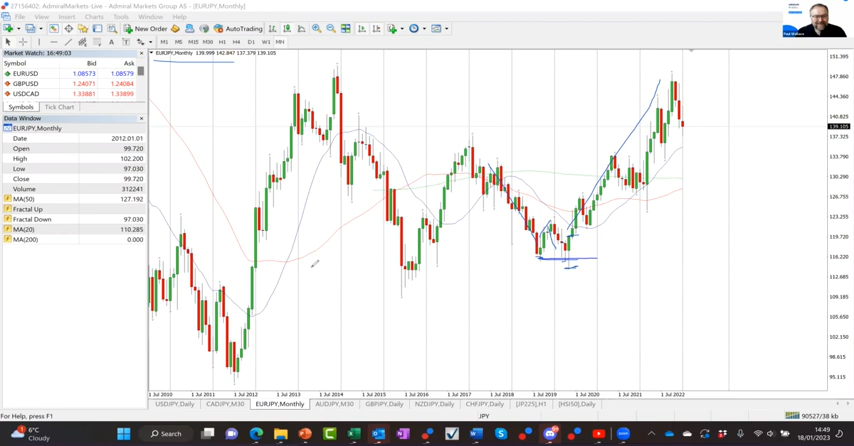 27156402: AdmiralMarkets-Live - Admiral Markets Group AS - [EURJPY,Monthly]
File View Insert Charts Tools Window Help
New Order AutoTrading
M1 M5 M15 M30 H1 H4 D1 W1 MN
Paul Wallace
Market Watch: 16:49:03
Symbol Bid Ask
EURUSD 1.08573 1.08579
GBPUSD 1.24071 1.24084
USDCAD 1.33881 1.33899
Symbols Tick Chart
Data Window
EURJPY,Monthly
Date 2012.01.01
Open 99.720
High 102.200
Low 97.030
Close 99.720
Volume 312241
MA(50) 127.192
Fractal Up
Fractal Down 97.030
MA(20) 110.285
MA(200) 0.000
EURJPY,Monthly 139.999 142.847 137.379 139.105
151.395
147.860
144.360
140.825
139.105
137.325
133.825
130.290
126.790
123.255
119.720
116.220
112.685
109.185
105.650
102.150
98.615
95.115
1 Jul 2010 1 Jul 2011 1 Jul 2012 1 Jul 2013 1 Jul 2014 1 Jul 2015 1 Jul 2016 1 Jul 2017 1 Jul 2018 1 Jul 2019 1 Jul 2020 1 Jul 2021 1 Jul 2022
USDJPY,Daily CADJPY,M30 EURJPY,Monthly AUDJPY,M30 GBPJPY,Daily NZDJPY,Daily CHFJPY,Daily [JP225],H1 [HSI50],Daily
For Help, press F1 .JPY 90527/38 kb
6°C
Cloudy
Search
14:49
18/01/2023